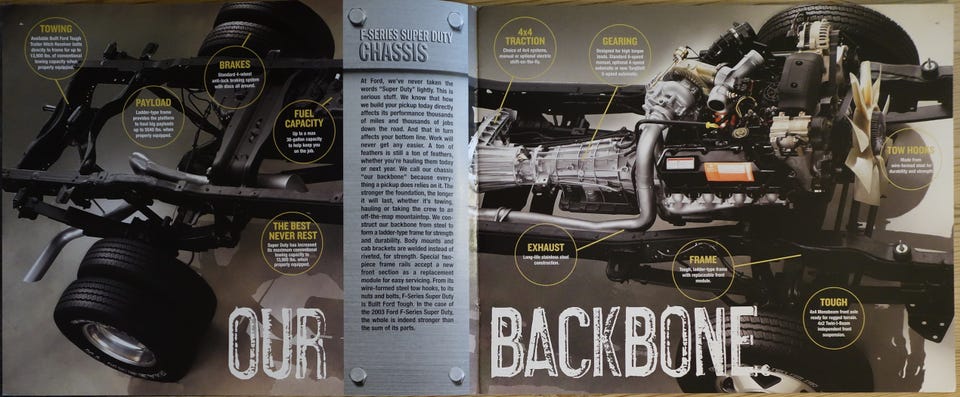 TOWING
Available Built Ford Tough
Trailer Hitch Receiver bolts
directly to frame for up to
13,000 lbs. of conventional
towing capacity when
properly equipped.
BRAKES
Standard 4-wheel
anti-lock braking system
with discs all around.
PAYLOAD
Ladder-type frame
provides the platform
to haul big payloads
up to 5540 lbs. when
properly equipped.
FUEL
CAPACITY
Up to a max
38-gallon capacity
to help keep you
on the job.
THE BEST
NEVER REST
Super Duty has increased
its maximum conventional
towing capacity to
13,000 lbs. when
properly equipped.
F-SERIES SUPER DUTY
CHASSIS
At Ford, we've never taken the
words "Super Duty" lightly. This is
serious stuff. We know that how
we build your pickup today directly
affects its performance thousands
of miles and thousands of jobs
down the road. And that in turn
affects your bottom line. Work will
never get any easier. A ton of
feathers is still a ton of feathers,
whether you're hauling them today
or next year. We call our chassis
"our backbone" because every-
thing a pickup does relies on it. The
stronger the foundation, the longer
it will last, whether it's towing,
hauling or taking the crew to an
off-the-map mountaintop. We con-
struct our backbone from steel to
form a ladder-type frame for strength
and durability. Body mounts and
cab brackets are welded instead of
riveted, for strength. Special two-
piece frame rails accept a new
front section as a replacement
module for easy servicing. From its
wire-formed steel tow hooks, to its
nuts and bolts, F-Series Super Duty
is Built Ford Tough. In the case of
the 2003 Ford F-Series Super Duty,
the whole is indeed stronger than
the sum of its parts.
4x4
TRACTION
Choice of 4x4 systems,
manual or optional electric
shift-on-the-fly.
GEARING
Designed for high torque
loads. Standard 6-speed
manual, optional 4-speed
automatic or new TorqShift
5-speed automatic.
TOW HOOKS
Made from
wire-formed steel for
durability and strength.
EXHAUST
Long-life stainless steel
construction.
FRAME
Tough, ladder-type frame
with replaceable front
module.
TOUGH
4x4 Monobeam front axle
ready for rugged terrain.
4x2 Twin-I-Beam
independent front
suspension.
OUR BACKBONE.